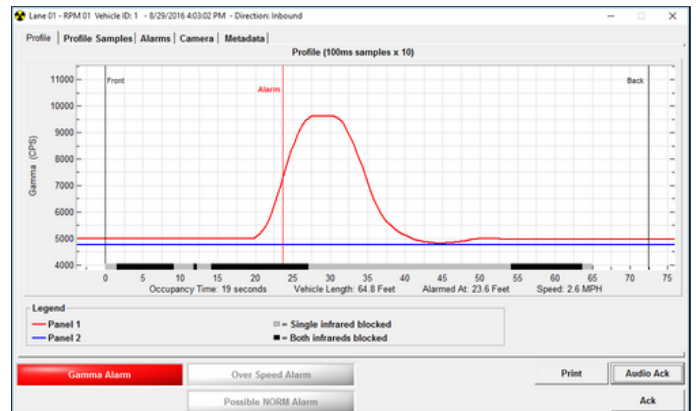 Lane 01 - RPM 01 Vehicle ID: 1 - 8/29/2016 4:03:02 PM - Direction: Inbound
Profile Profile Samples Alarms Camera Metadata
Profile (100ms samples x 10)
11000
10000
9000
8000
7000
6000
5000
4000
Gamma (CPS)
Front
Alarm
Back
0 5 10 15 20 25 30 35 40 45 50 55 60 65 70 75
Occupancy Time: 19 seconds Vehicle Length: 64.8 Feet Alarmed At: 23.6 Feet Speed: 2.6 MPH
Legend
Panel 1 = Single infrared blocked
Panel 2 = Both infrareds blocked
Gamma Alarm Over Speed Alarm Print Audio Ack
Possible NORM Alarm Ack